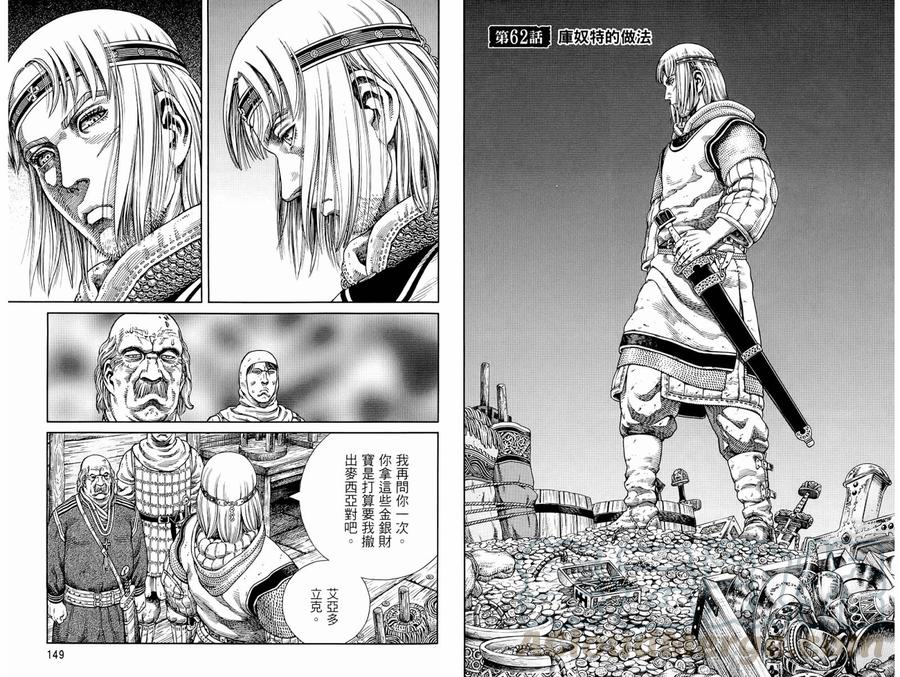 第62話 庫奴特的做法
我再問你一次。
你拿這些金銀財
寶是打算要我撤
出麥西亞對吧。
艾亞多
立克。
149